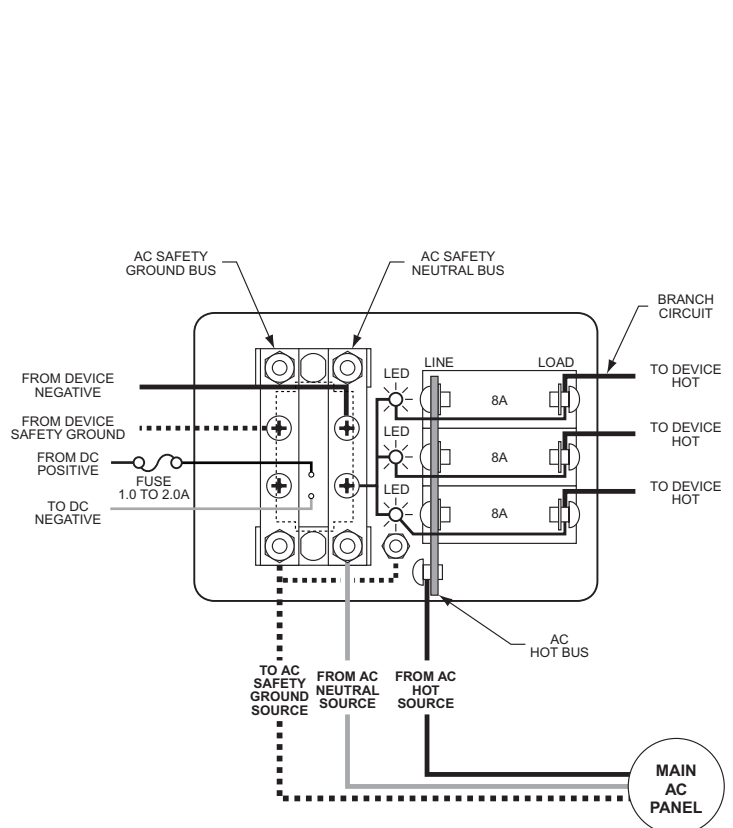 AC SAFETY
GROUND BUS
AC SAFETY
NEUTRAL BUS
BRANCH
CIRCUIT
LED
LINE
LOAD
TO DEVICE
HOT
FROM DEVICE
NEGATIVE
8A
FROM DEVICE
SAFETY GROUND
LED
TO DEVICE
HOT
FROM DC
POSITIVE
8A
FUSE
1.0 TO 2.0A
LED
TO DEVICE
HOT
TO DC
NEGATIVE
8A
AC
HOT BUS
TO AC
SAFETY
GROUND
SOURCE
FROM AC
NEUTRAL
SOURCE
FROM AC
HOT
SOURCE
MAIN
AC
PANEL